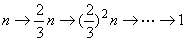 n → 2/3 n → (2/3)² n → ⋯ → 1